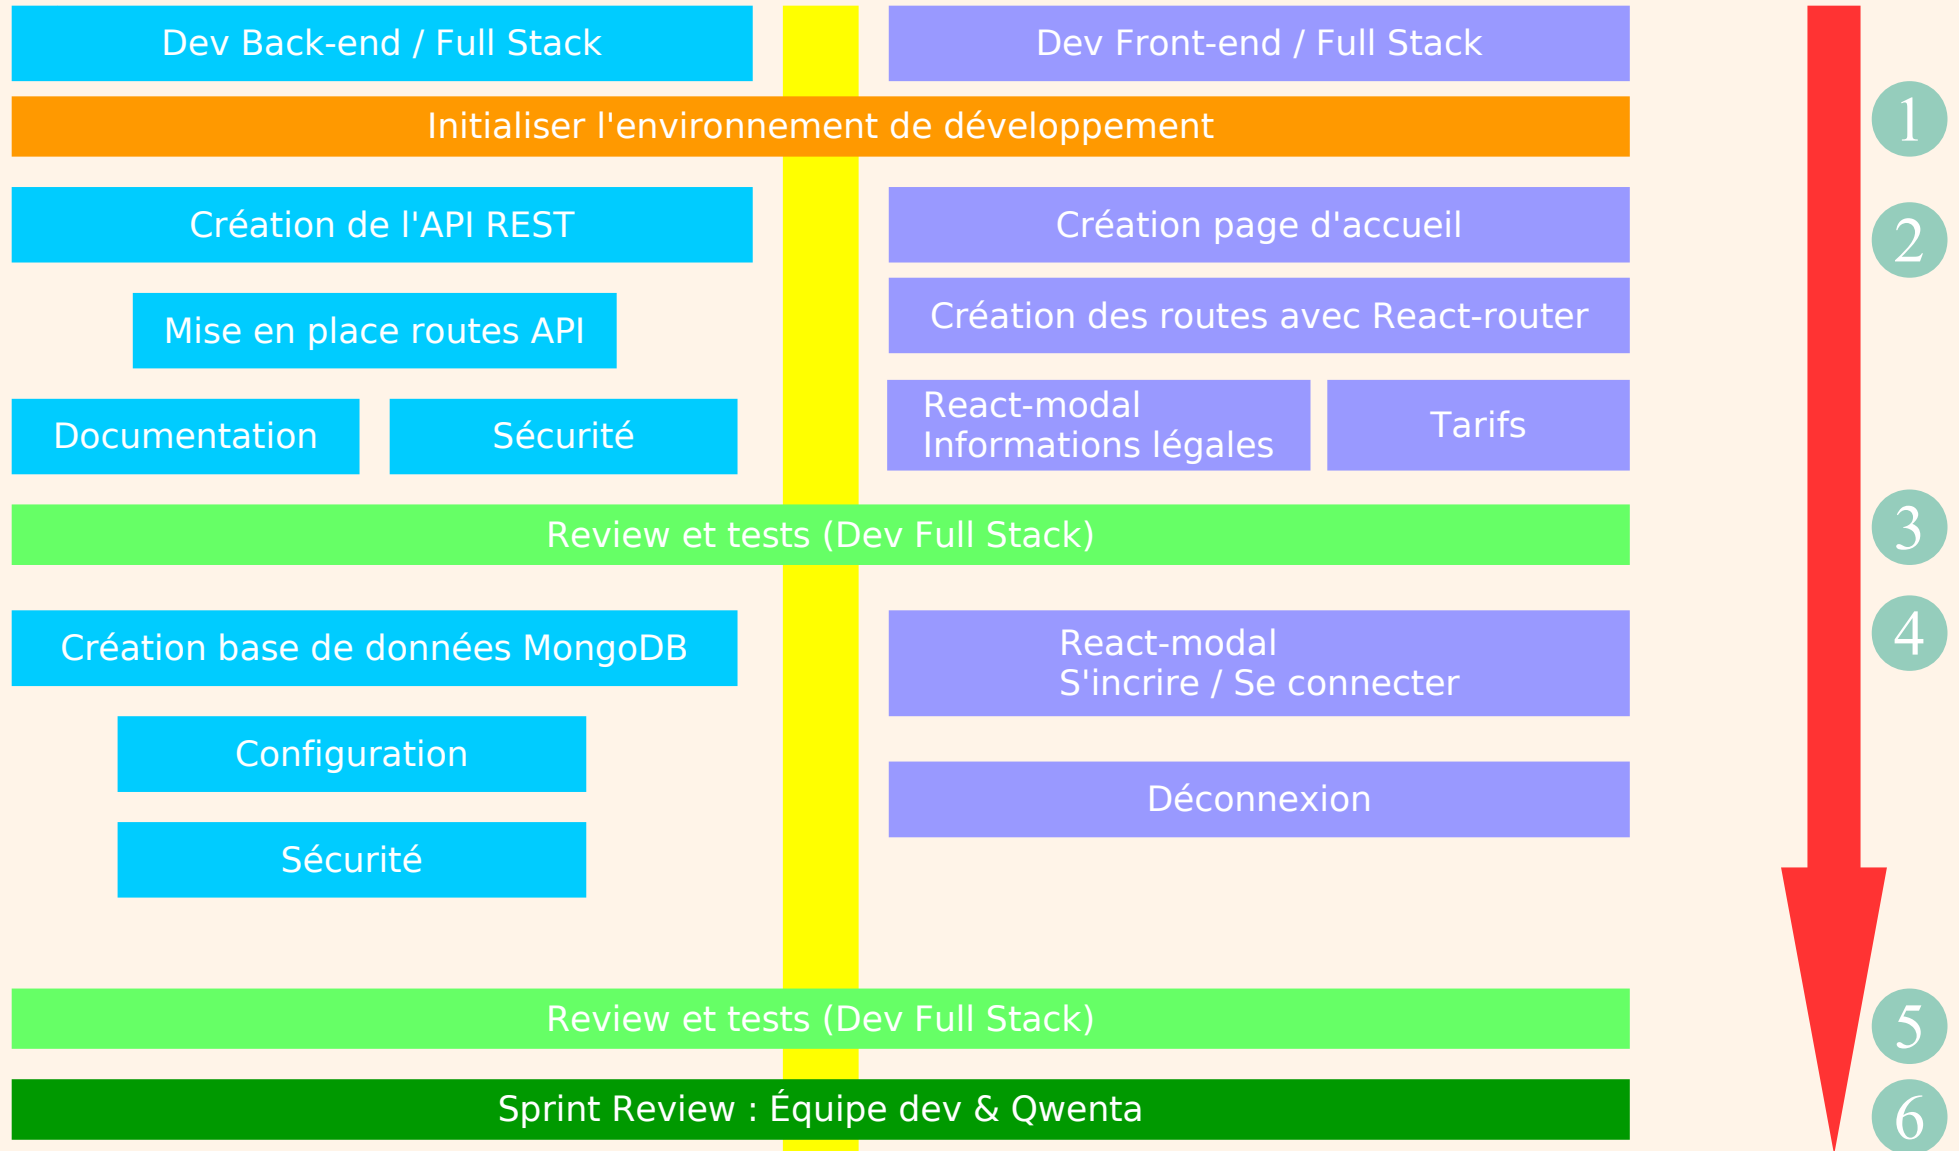 Dev Back-end / Full Stack
Dev Front-end / Full Stack
Initialiser l'environnement de développement
1
Création de l'API REST
Création page d'accueil
2
Mise en place routes API
Création des routes avec React-router
Documentation
Sécurité
React-modal
Informations légales
Tarifs
Review et tests (Dev Full Stack)
3
Création base de données MongoDB
React-modal
S'incrire / Se connecter
4
Configuration
Déconnexion
Sécurité
Review et tests (Dev Full Stack)
5
Sprint Review : Équipe dev & Qwenta
6